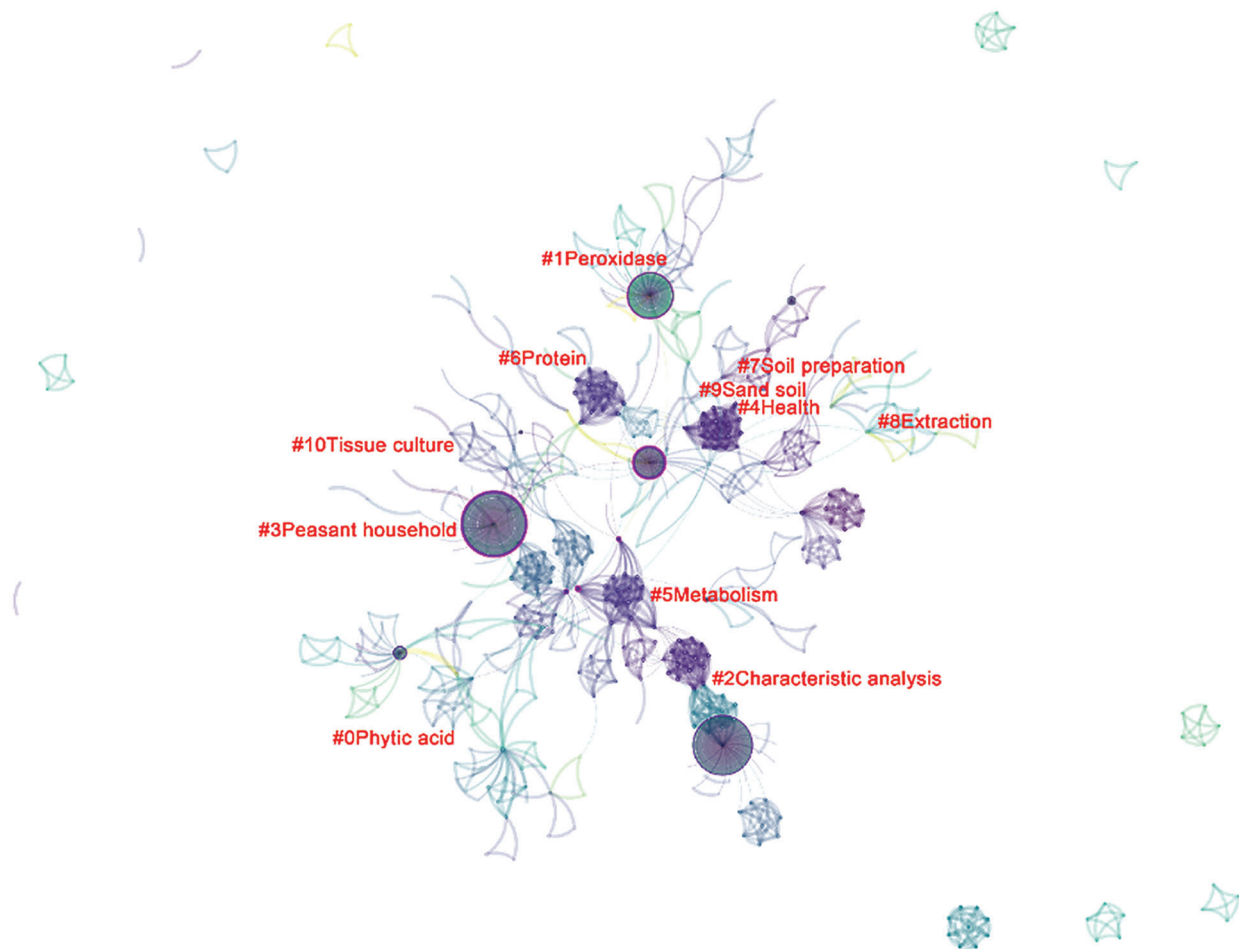 #1Peroxidase
#6Protein
#7Soil preparation
#9Sand soil
#4Health
#8Extraction
#10Tissue culture
#3Peasant household
#5Metabolism
#2Characteristic analysis
#0Phytic acid